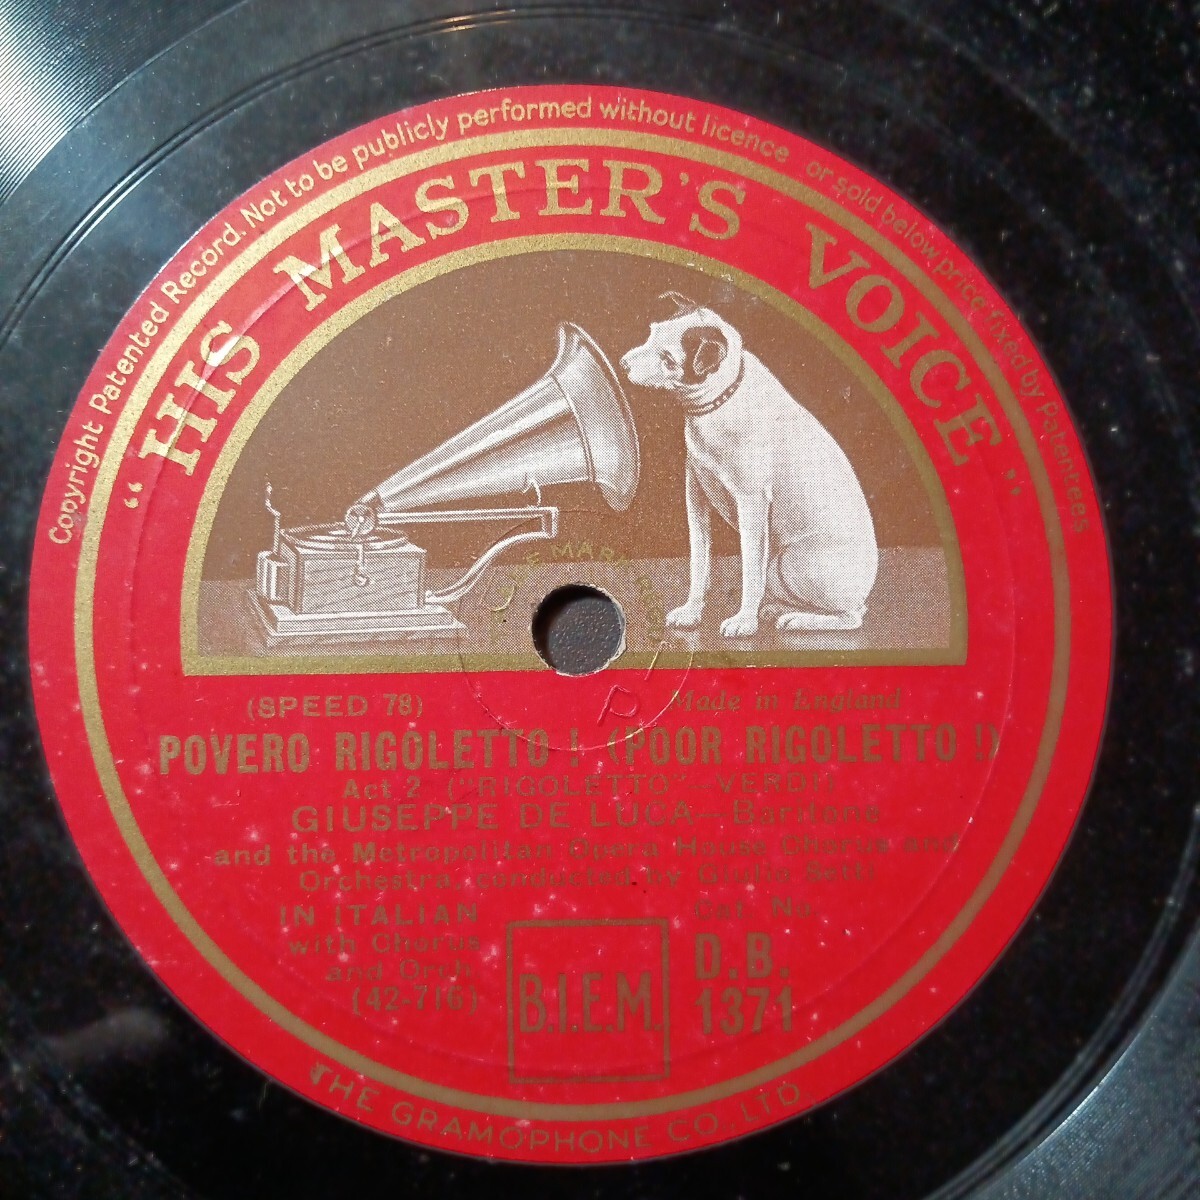 Copyright Patented Record. Not to be publicly performed without licence or sold below price fixed by Patentees
"HIS MASTER'S VOICE"
(SPEED 78)
Made in England
POVERO RIGOLETTO! (POOR RIGOLETTO!)
Act 2 ("RIGOLETTO"—VERDI)
GIUSEPPE DE LUCA—Baritone
and the Metropolitan Opera House Chorus and
Orchestra, conducted by Giulio Setti
IN ITALIAN
with Chorus
and Orch.
(42-716)
B.I.E.M.
Cat. No.
D.B.
1371
P
THE GRAMOPHONE CO., LTD.